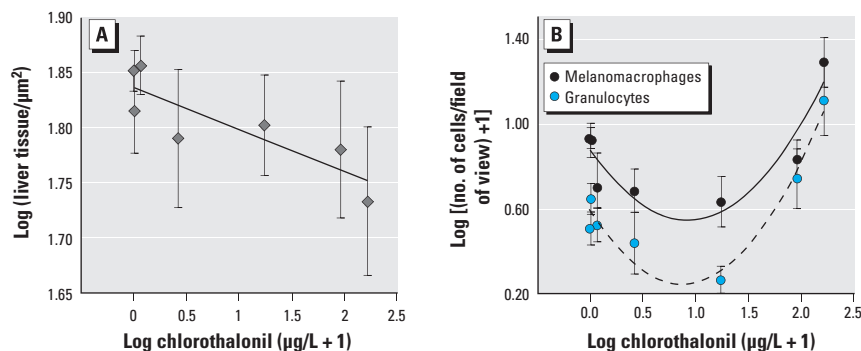 A
Log (liver tissue/µm²)
1.90
1.85
1.80
1.75
1.70
1.65
0
0.5
1
1.5
2
2.5
Log chlorothalonil (µg/L + 1)
B
Melanomacrophages
Granulocytes
Log [(no. of cells/field
of view) +1]
1.40
1.00
0.60
0.20
0.0
0.5
1.0
1.5
2.0
2.5
Log chlorothalonil (µg/L + 1)